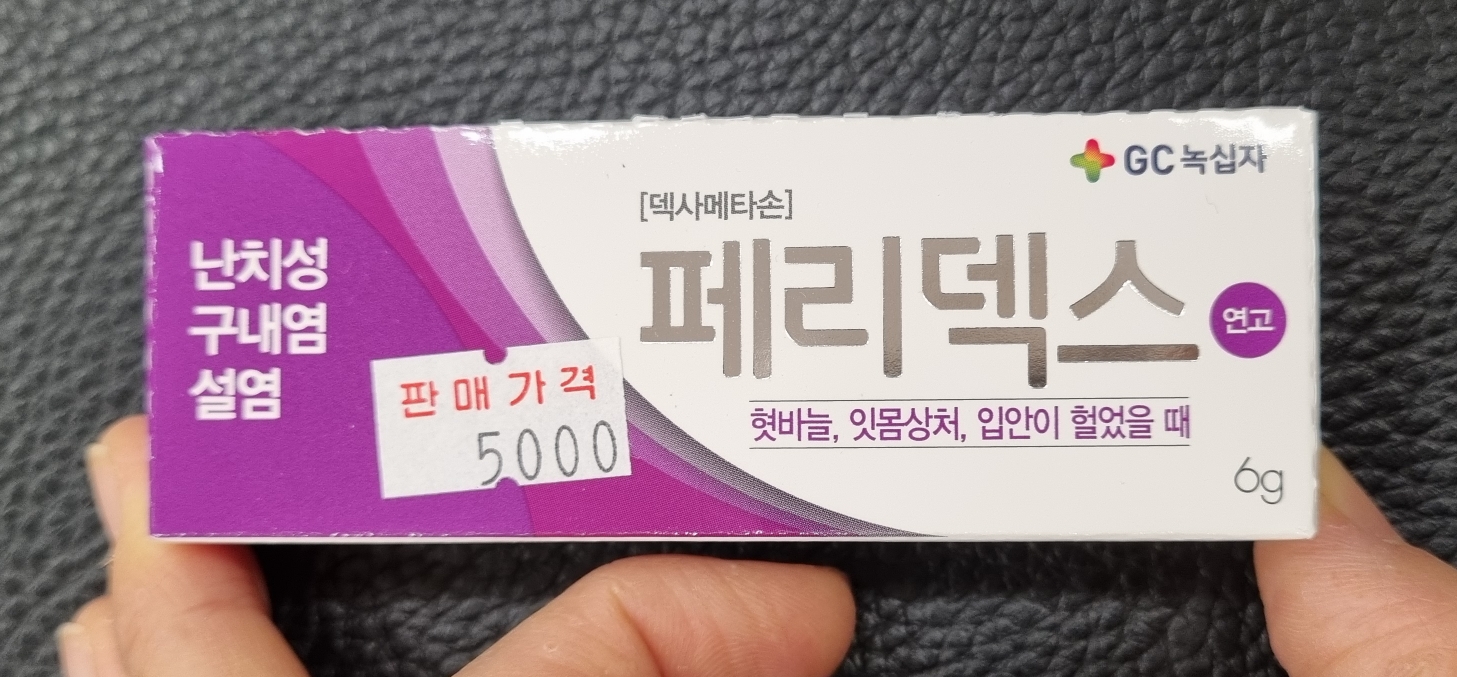 GC 녹십자
[덱사메타손]
페리덱스 연고
혓바늘, 잇몸상처, 입안이 헐었을 때
6g
난치성
구내염
설염
판매가격
5000